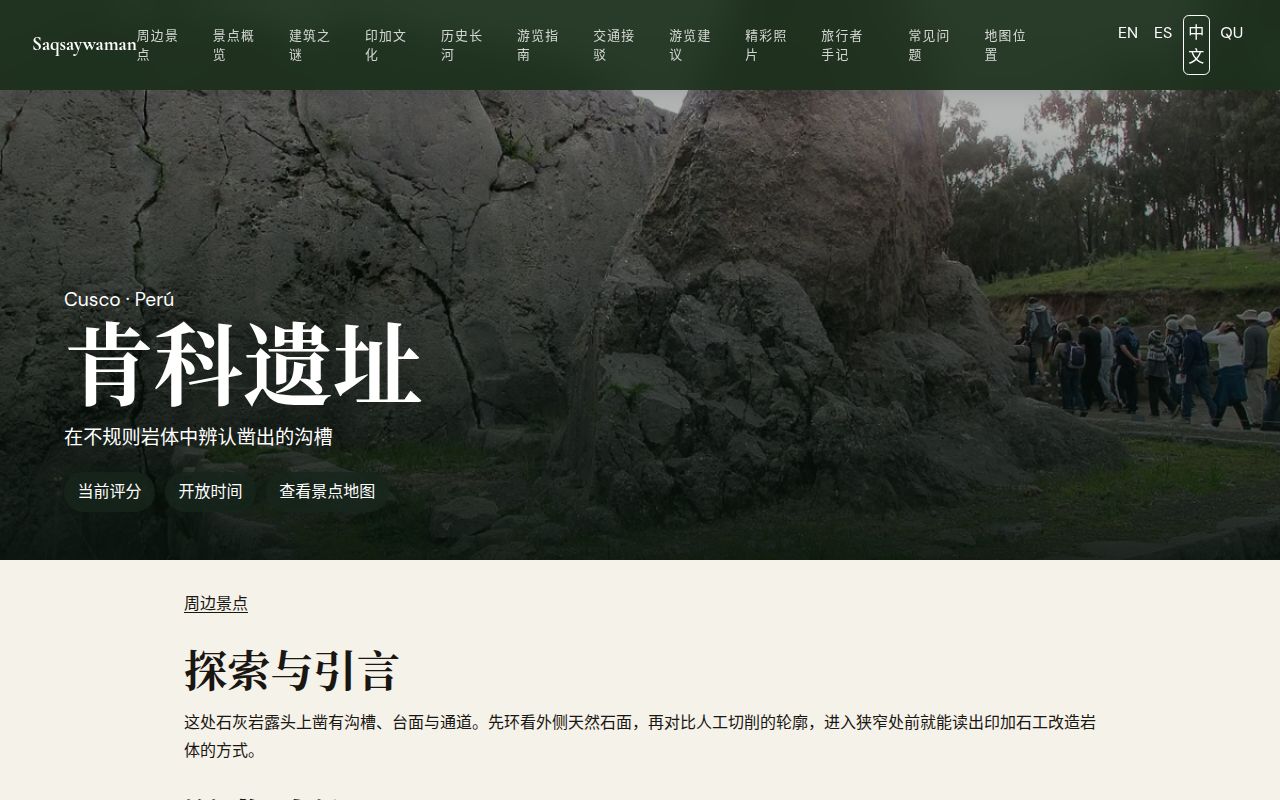 Saqsaywaman
周边景点
景点概览
建筑之谜
印加文化
历史长河
游览指南
交通接驳
游览建议
精彩照片
旅行者手记
常见问题
地图位置
EN
ES
中文
QU
Cusco · Perú
肯科遗址
在不规则岩体中辨认凿出的沟槽
当前评分
开放时间
查看景点地图
周边景点
探索与引言
这处石灰岩露头上凿有沟槽、台面与通道。先环看外侧天然石面，再对比人工切削的轮廓，进入狭窄处前就能读出印加石工改造岩
体的方式。